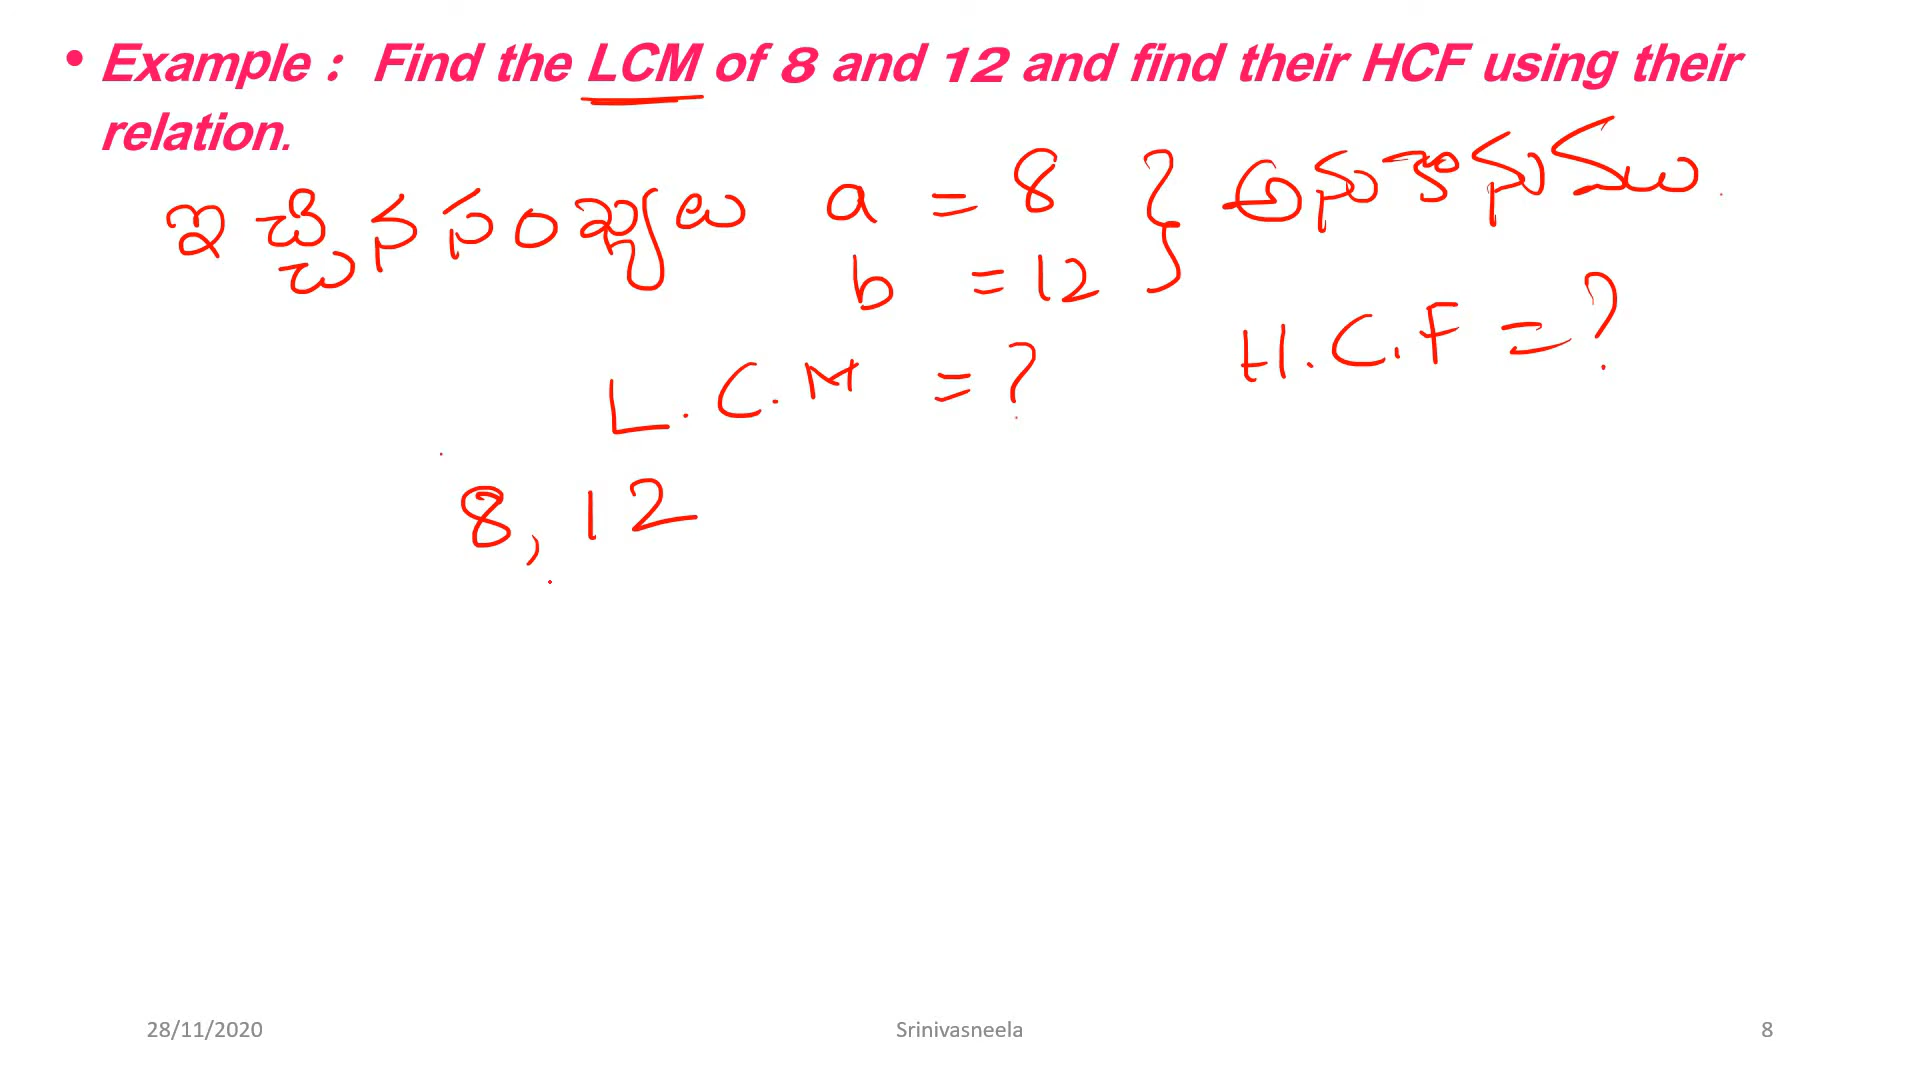 • Example : Find the LCM of 8 and 12 and find their HCF using their
relation.
ఇచ్చిన సంఖ్యలు a = 8 }
b = 12
L.C.M = ? H.C.F = ?
8, 12
28/11/2020 Srinivasneela 8